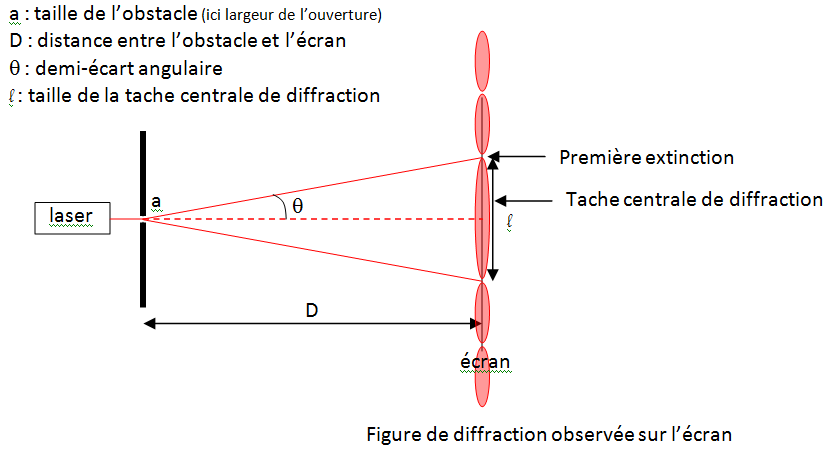 a : taille de l’obstacle (ici largeur de l’ouverture)
D : distance entre l’obstacle et l’écran
θ : demi-écart angulaire
ℓ : taille de la tache centrale de diffraction
Première extinction
a
θ
Tache centrale de diffraction
laser
ℓ
D
écran
Figure de diffraction observée sur l’écran